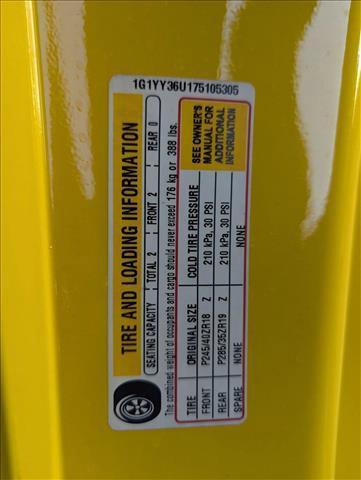 1G1YY36U175105305
TIRE AND LOADING INFORMATION
SEATING CAPACITY TOTAL 2 FRONT 2 REAR 0
The combined weight of occupants and cargo should never exceed 176 kg or 388 lbs.
TIRE ORIGINAL SIZE COLD TIRE PRESSURE
FRONT P245/40ZR18 Z 210 kPa, 30 PSI
REAR P285/35ZR19 Z 210 kPa, 30 PSI
SPARE NONE NONE
SEE OWNER'S
MANUAL FOR
ADDITIONAL
INFORMATION